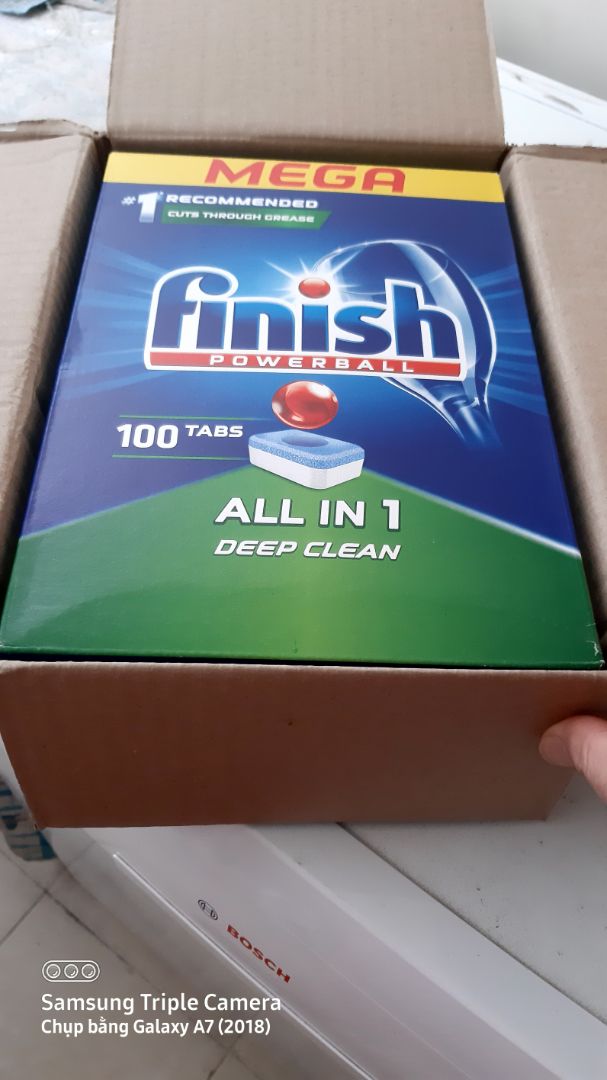 MEGA
#1 RECOMMENDED
CUTS THROUGH GREASE
finish
POWERBALL
100 TABS
ALL IN 1
DEEP CLEAN
BOSCH
Samsung Triple Camera
Chụp bằng Galaxy A7 (2018)